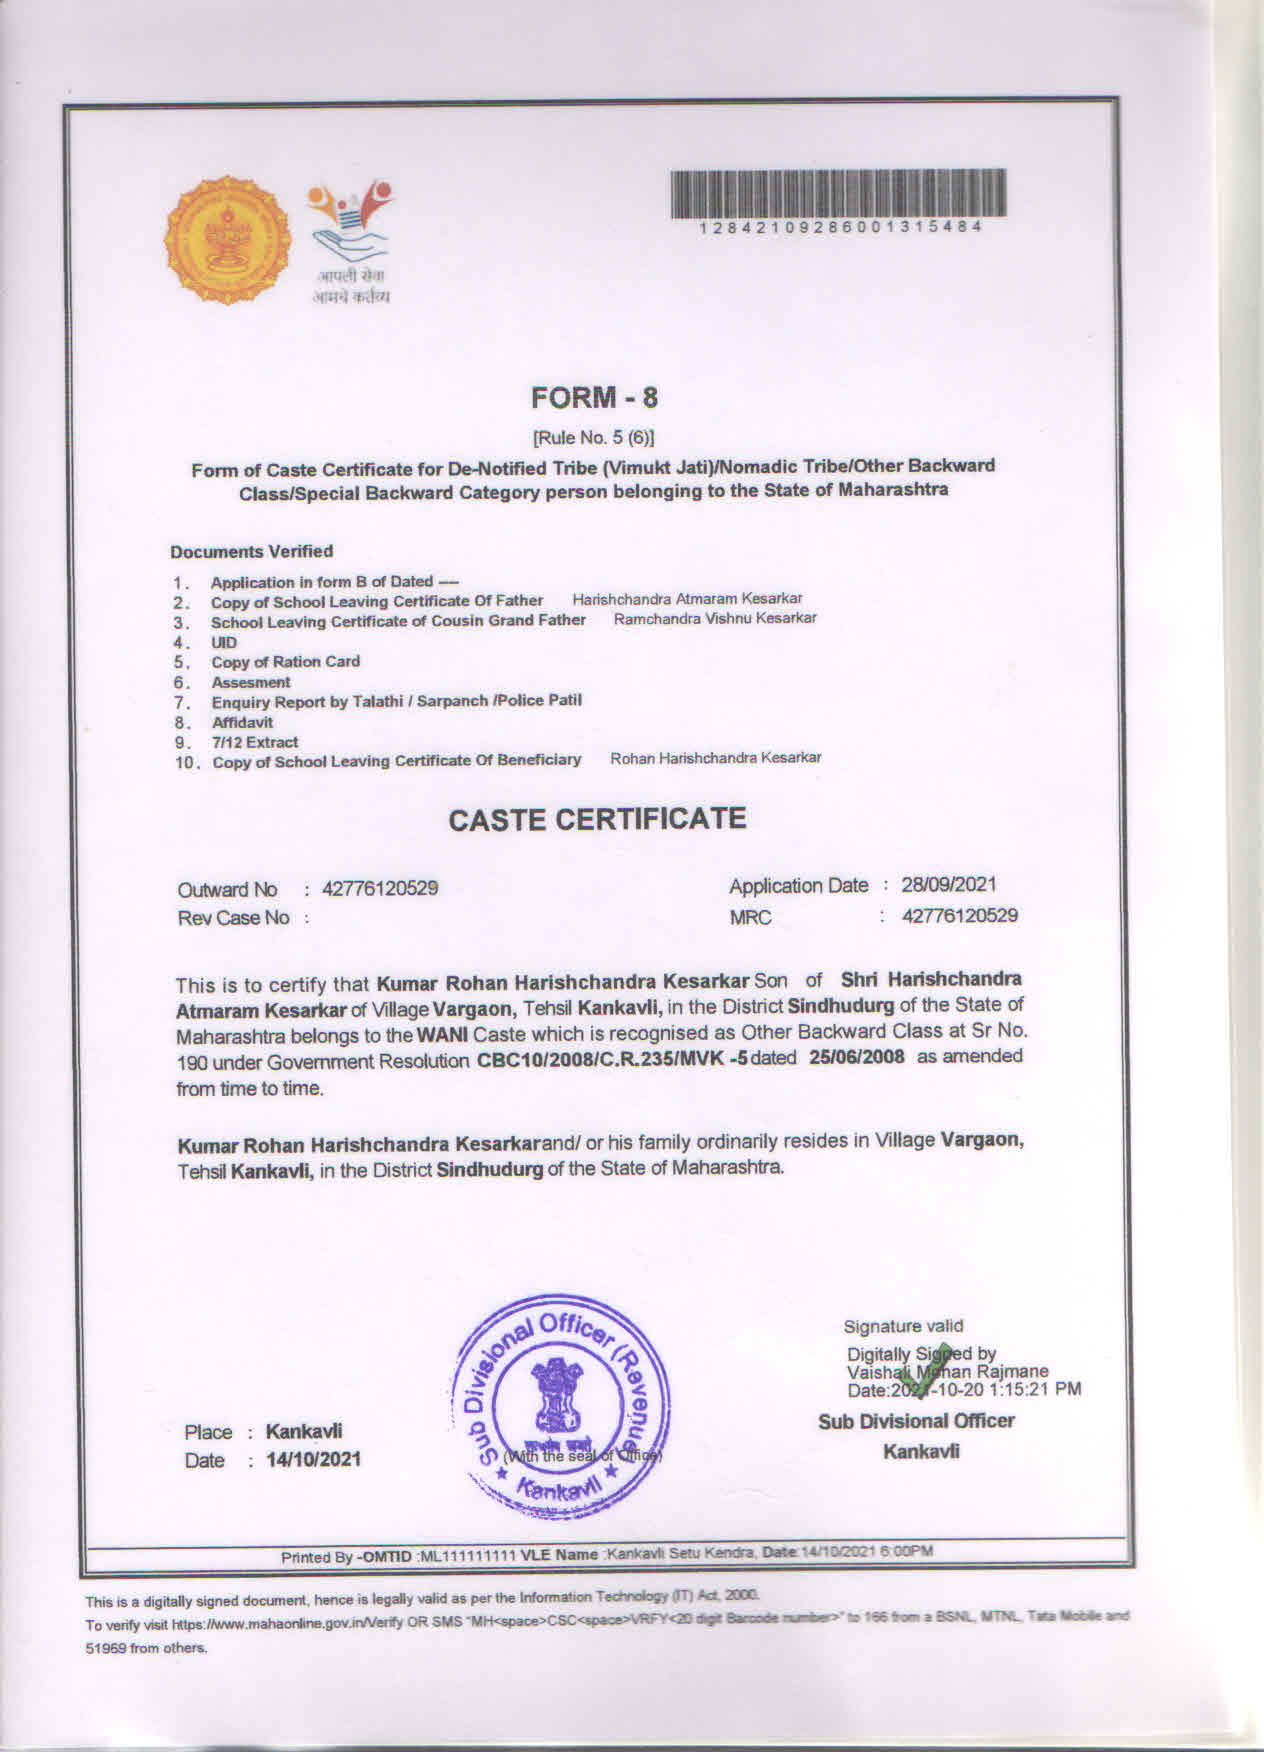 आपली सेवा
आमचे कर्तव्य
12842109286001315484
FORM - 8
[Rule No. 5 (6)]
Form of Caste Certificate for De-Notified Tribe (Vimukt Jati)/Nomadic Tribe/Other Backward
Class/Special Backward Category person belonging to the State of Maharashtra
Documents Verified
1. Application in form B of Dated ----
2. Copy of School Leaving Certificate Of Father Harishchandra Atmaram Kesarkar
3. School Leaving Certificate of Cousin Grand Father Ramchandra Vishnu Kesarkar
4. UID
5. Copy of Ration Card
6. Assesment
7. Enquiry Report by Talathi / Sarpanch /Police Patil
8. Affidavit
9. 7/12 Extract
10. Copy of School Leaving Certificate Of Beneficiary Rohan Harishchandra Kesarkar
CASTE CERTIFICATE
Outward No : 42776120529 Application Date : 28/09/2021
Rev Case No : MRC : 42776120529
This is to certify that Kumar Rohan Harishchandra Kesarkar Son of Shri Harishchandra
Atmaram Kesarkar of Village Vargaon, Tehsil Kankavli, in the District Sindhudurg of the State of
Maharashtra belongs to the WANI Caste which is recognised as Other Backward Class at Sr No.
190 under Government Resolution CBC10/2008/C.R.235/MVK -5 dated 25/06/2008 as amended
from time to time.
Kumar Rohan Harishchandra Kesarkarand/ or his family ordinarily resides in Village Vargaon,
Tehsil Kankavli, in the District Sindhudurg of the State of Maharashtra.
Sub Divisional Officer (Revenue)
Kankavli
(With the seal of Office)
Signature valid
Digitally Signed by
Vaishali Mohan Rajmane
Date:2021-10-20 1:15:21 PM
Sub Divisional Officer
Kankavli
Place : Kankavli
Date : 14/10/2021
Printed By -OMTID :ML111111111 VLE Name :Kankavli Setu Kendra, Date:14/10/2021 6:00PM
This is a digitally signed document, hence is legally valid as per the Information Technology (IT) Act, 2000.
To verify visit https://www.mahaonline.gov.in/Verify OR SMS "MH<space>CSC<space>VRFY<20 digit Barcode number>" to 166 from a BSNL, MTNL, Tata Mobile and
51969 from others.